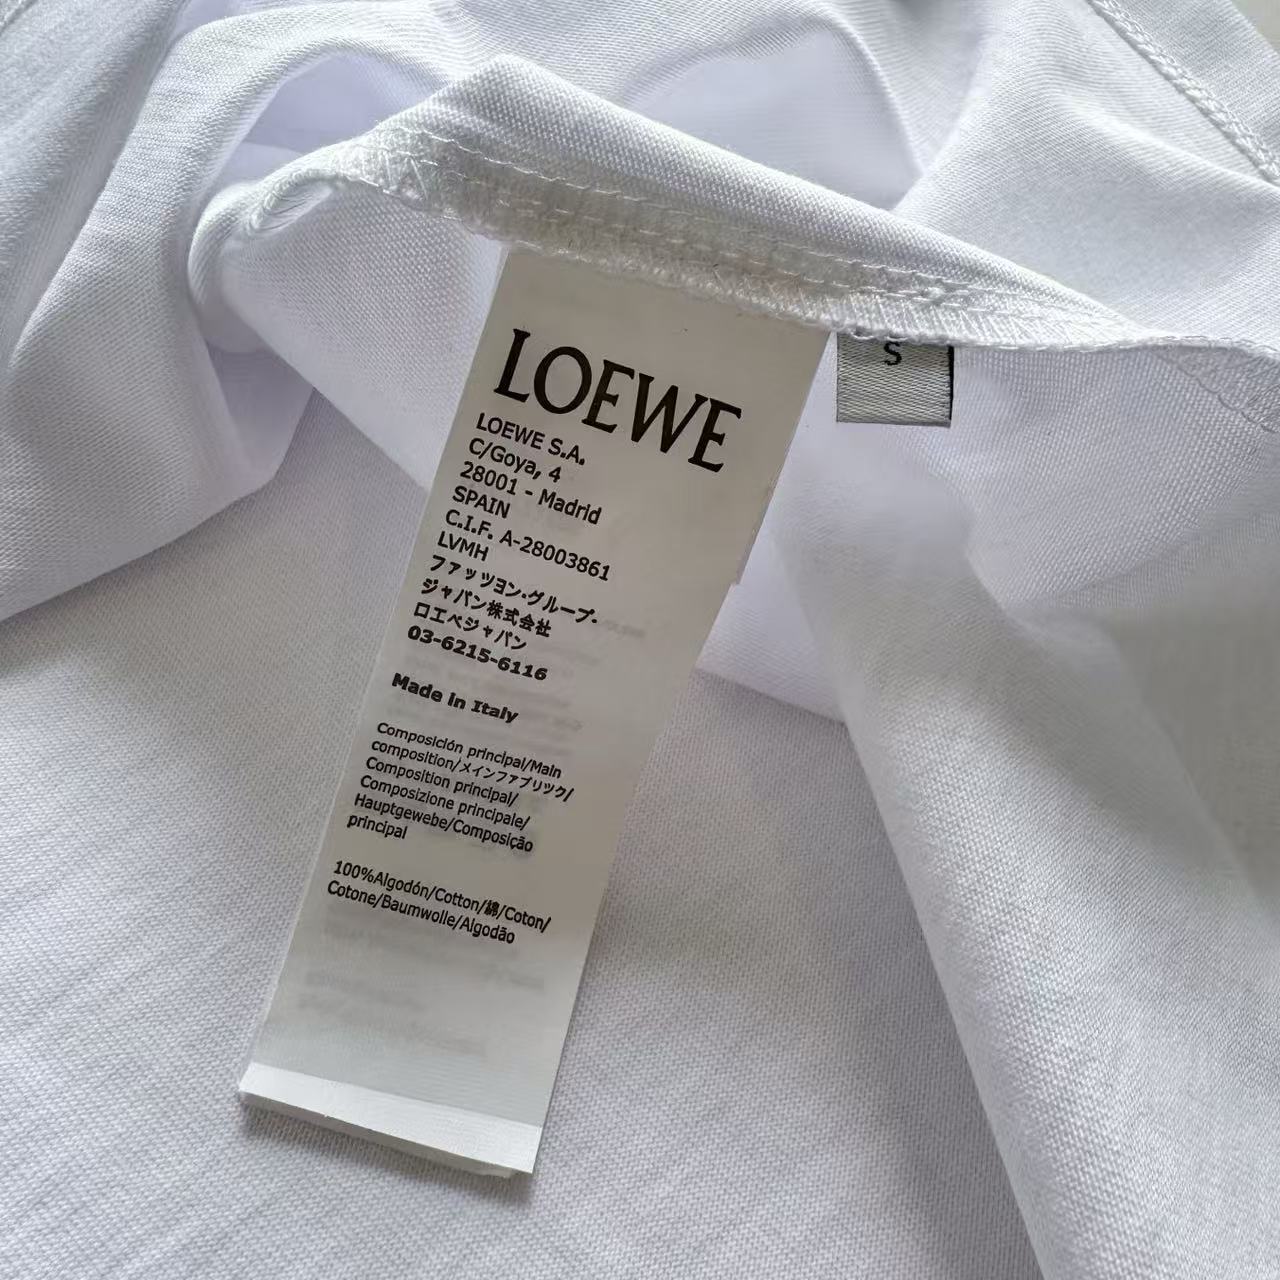 LOEWE
LOEWE S.A.
C/Goya, 4
28001 - Madrid
SPAIN
C.I.F. A-28003861
LVMH
ファッツヨン·グループ·
ジャパン株式会社
ロエベジャパン
03-6215-6116
Made in Italy
Composición principal/Main
composition/メインファブリツク/
Composition principal/
Composizione principale/
Hauptgewebe/Composição
principal
100%Algodón/Cotton/綿/Coton/
Cotone/Baumwolle/Algodão
S